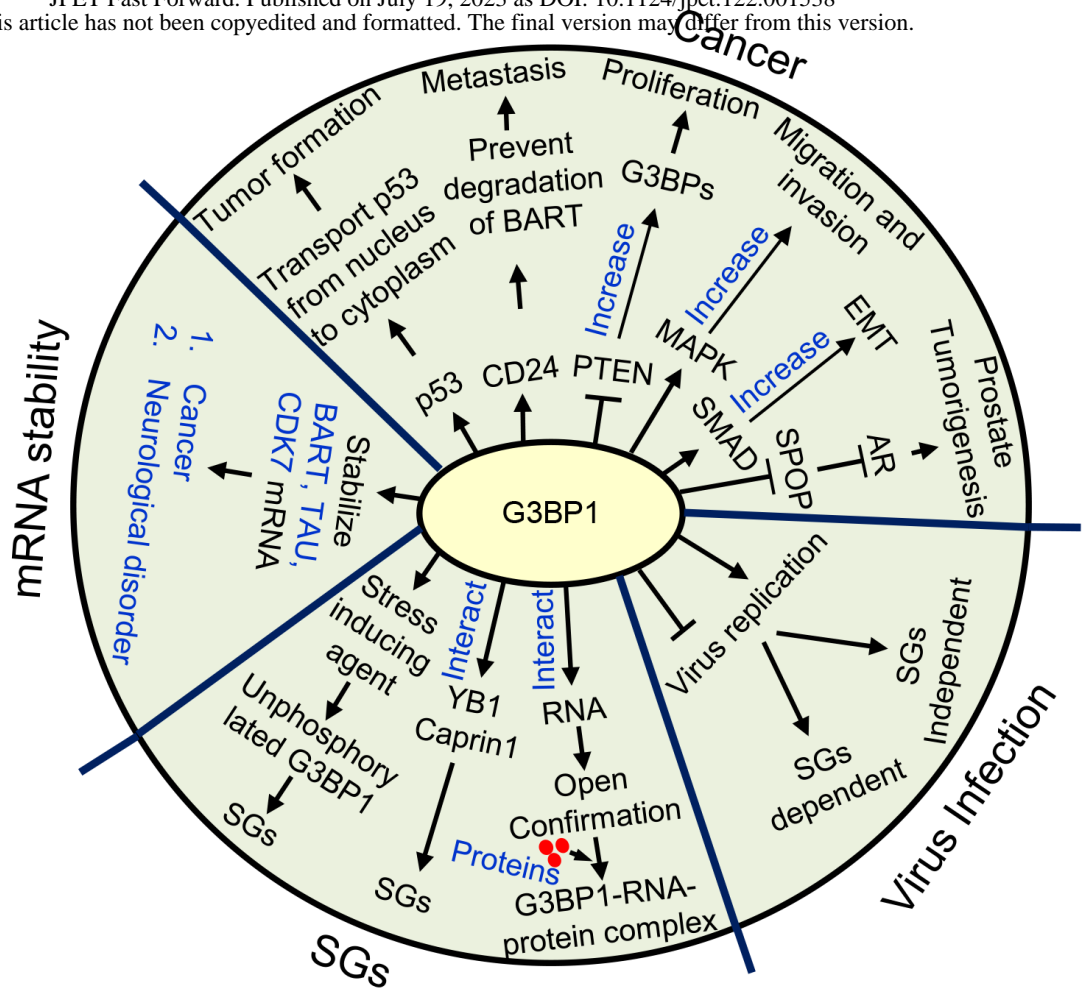 JPET Fast Forward. Published on July 19, 2023 as DOI: 10.1124/jpet.122.001538
is article has not been copyedited and formatted. The final version may differ from this version.
Cancer
Tumor formation
Transport p53
from nucleus
to cytoplasm
p53
Metastasis
Prevent
degradation
of BART
CD24
Proliferation
G3BPs
Increase
PTEN
Migration and
invasion
Increase
MAPK
EMT
Increase
SMAD
Prostate
Tumorigenesis
AR
SPOP
G3BP1
mRNA stability
1. Cancer
2. Neurological disorder
Stabilize
BART, TAU,
CDK7 mRNA
Virus Infection
Virus replication
SGs
Independent
SGs
dependent
SGs
Stress
inducing
agent
Unphosphory
lated G3BP1
SGs
Interact
YB1
Caprin1
SGs
Interact
RNA
Open
Confirmation
Proteins
G3BP1-RNA-
protein complex